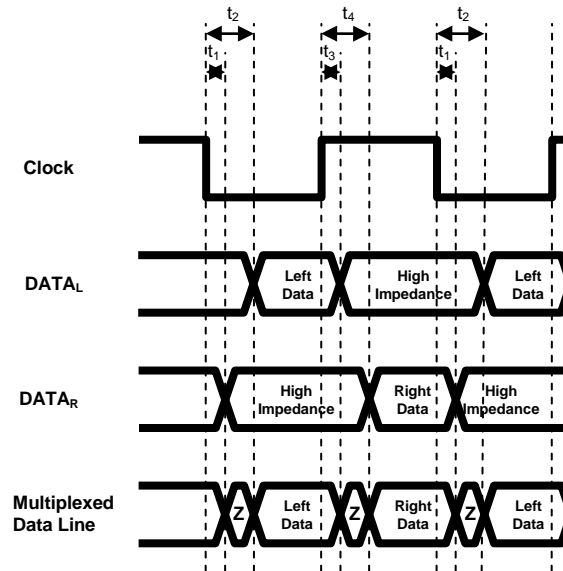 t2 t4 t2
t1 t3 t1
Clock
DATAL
Left
Data
High
Impedance
Left
Data
DATAR
High
Impedance
Right
Data
High
Impedance
Multiplexed
Data Line
Z
Left
Data
Z
Right
Data
Z
Left
Data